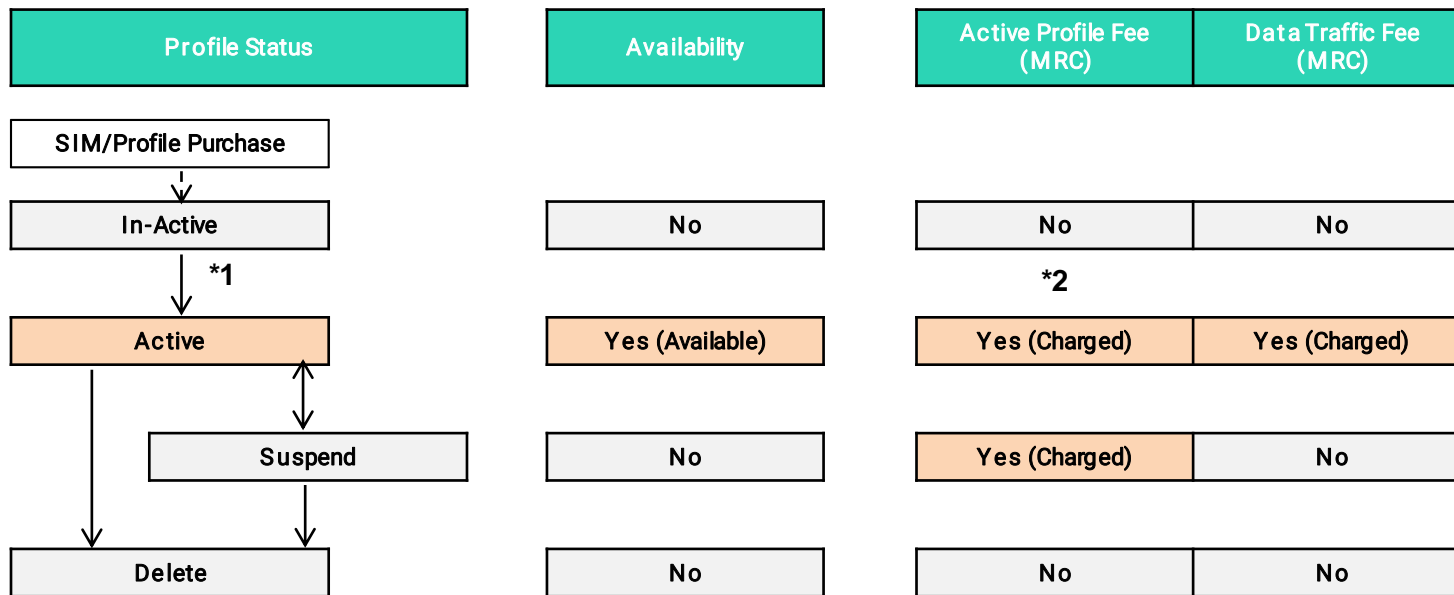 Profile Status
Availability
Active Profile Fee
(MRC)
Data Traffic Fee
(MRC)
SIM/Profile Purchase
In-Active
No
No
No
*1
*2
Active
Yes (Available)
Yes (Charged)
Yes (Charged)
Suspend
No
Yes (Charged)
No
Delete
No
No
No